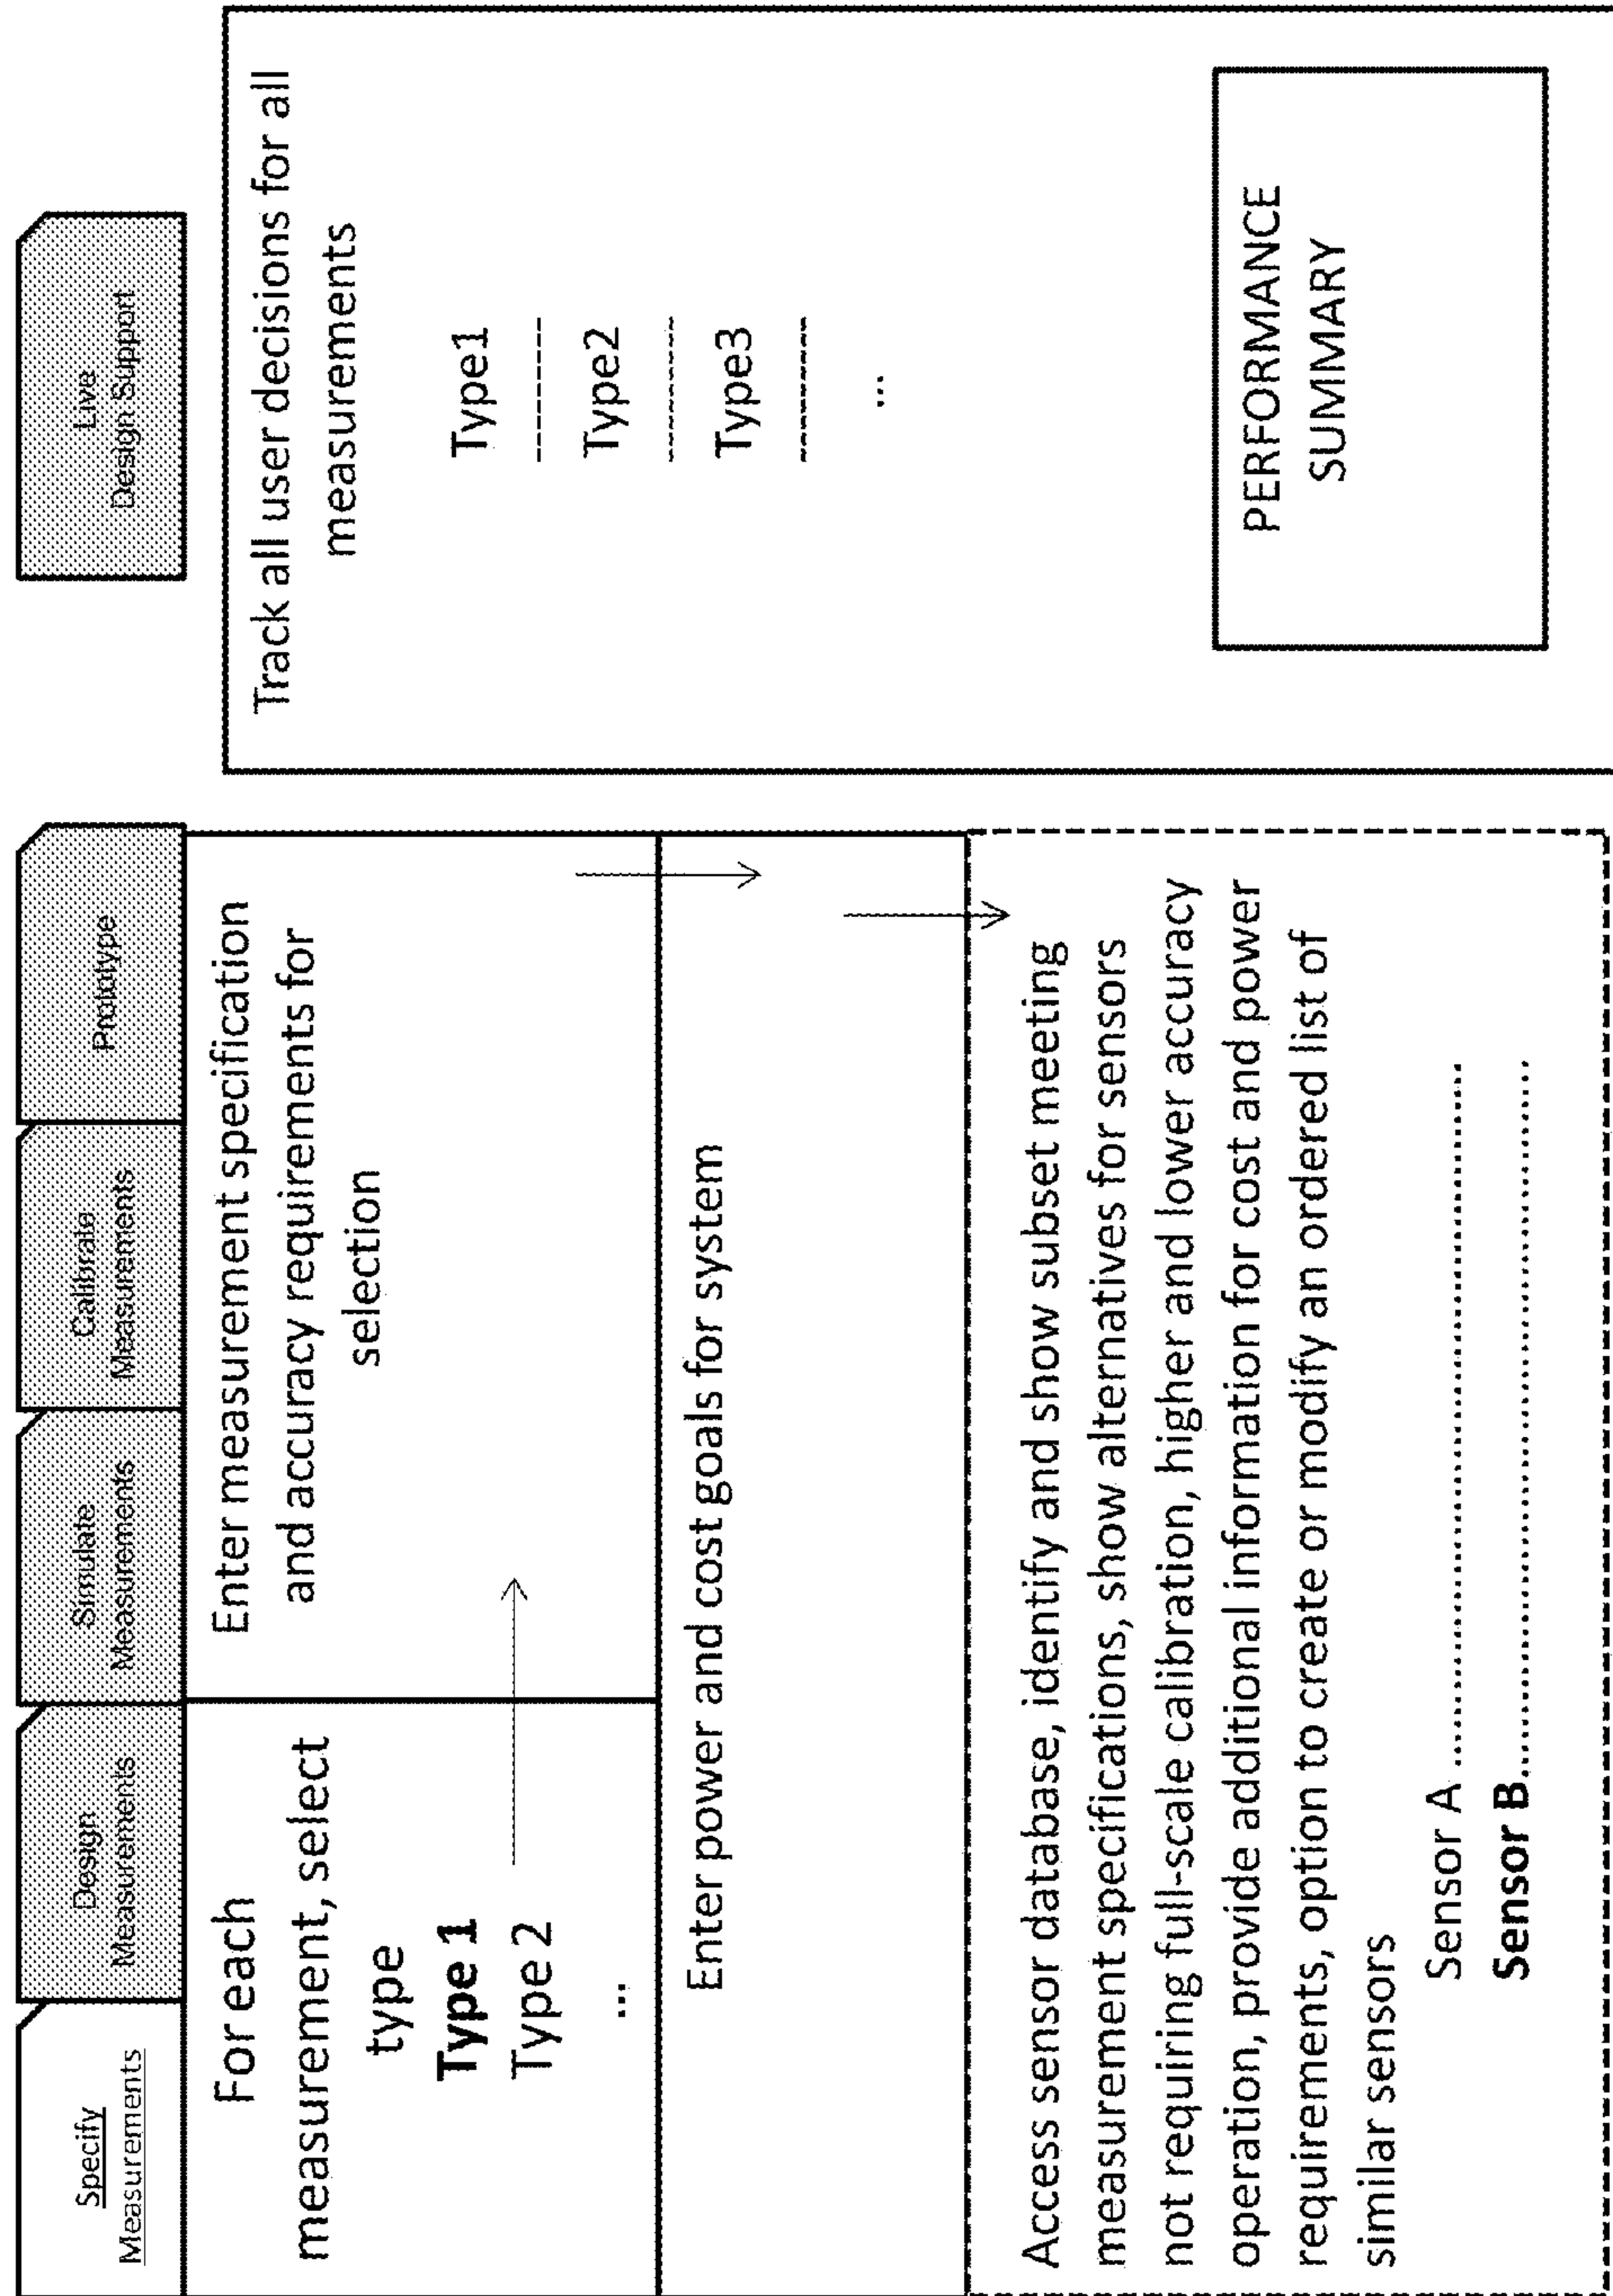 Specify
Measurements
Design
Measurements
Simulate
Measurements
Calibrate
Measurements
Prototype
Live
Design Support
For each
measurement, select
type
Type 1
Type 2
...
Enter measurement specification
and accuracy requirements for
selection
Enter power and cost goals for system
Access sensor database, identify and show subset meeting
measurement specifications, show alternatives for sensors
not requiring full-scale calibration, higher and lower accuracy
operation, provide additional information for cost and power
requirements, option to create or modify an ordered list of
similar sensors
Sensor A ................................................
Sensor B................................................
Track all user decisions for all
measurements
Type1
----------
Type2
----------
Type3
----------
...
PERFORMANCE
SUMMARY